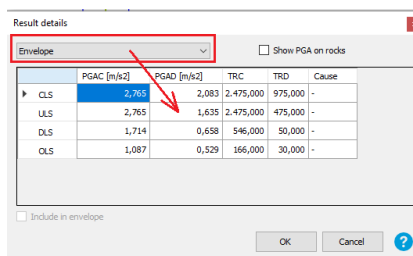 Result details
Envelope
Show PGA on rocks
PGAC [m/s2] PGAD [m/s2] TRC TRD Cause
CLS 2,765 2,083 2.475,000 975,000 -
ULS 2,765 1,635 2.475,000 475,000 -
DLS 1,714 0,658 546,000 50,000 -
OLS 1,087 0,529 166,000 30,000 -
Include in envelope
OK Cancel ?